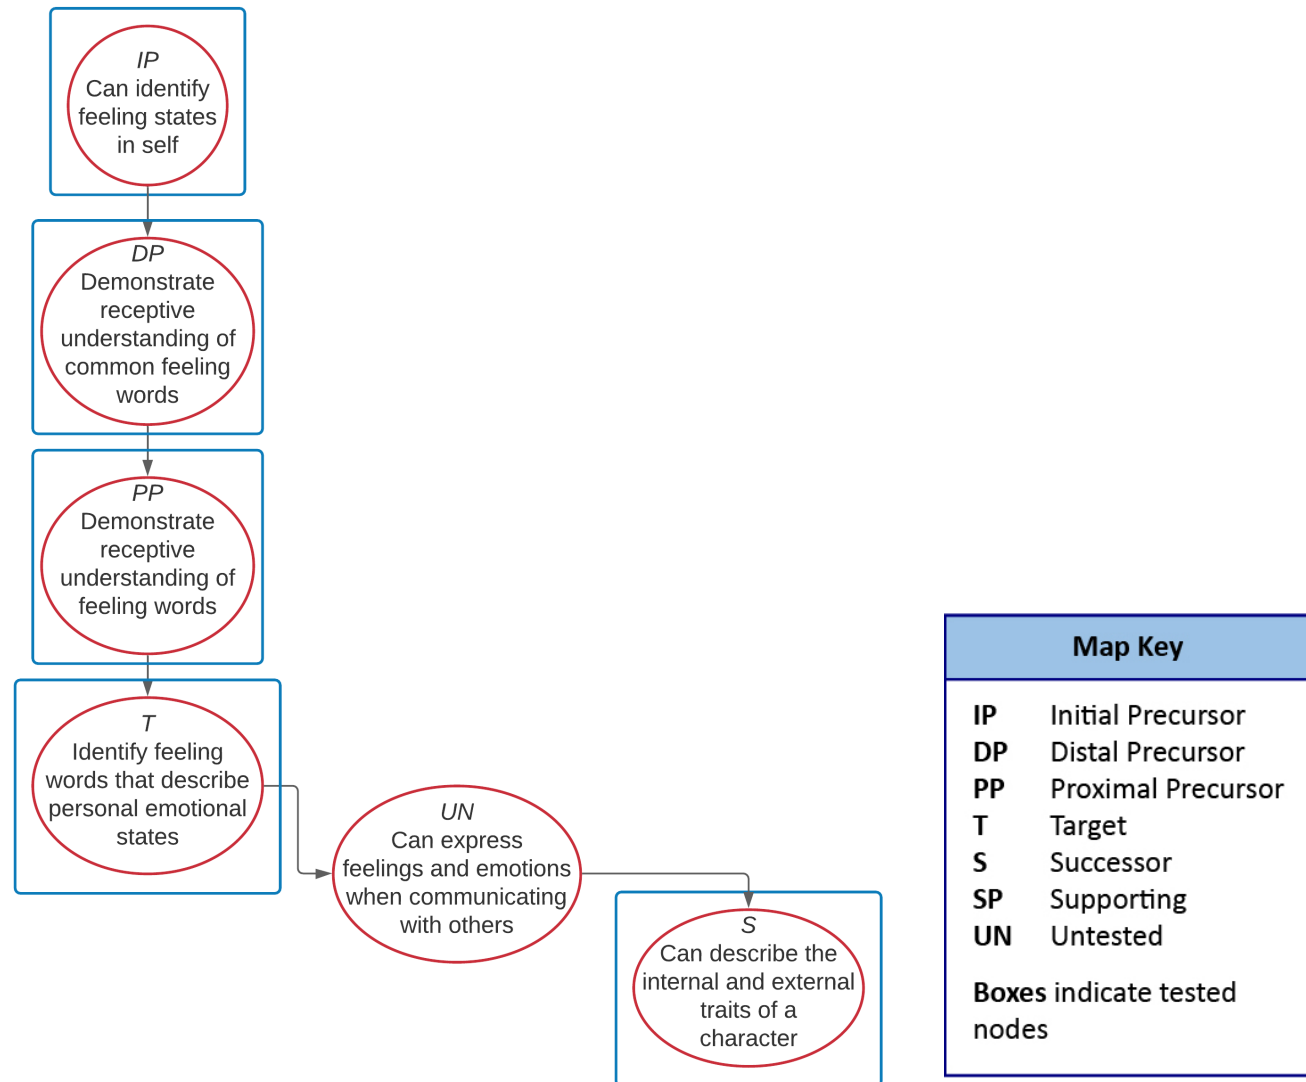 IP
Can identify
feeling states
in self
DP
Demonstrate
receptive
understanding of
common feeling
words
PP
Demonstrate
receptive
understanding of
feeling words
T
Identify feeling
words that describe
personal emotional
states
UN
Can express
feelings and emotions
when communicating
with others
S
Can describe the
internal and external
traits of a
character
Map Key
IP Initial Precursor
DP Distal Precursor
PP Proximal Precursor
T Target
S Successor
SP Supporting
UN Untested
Boxes indicate tested
nodes